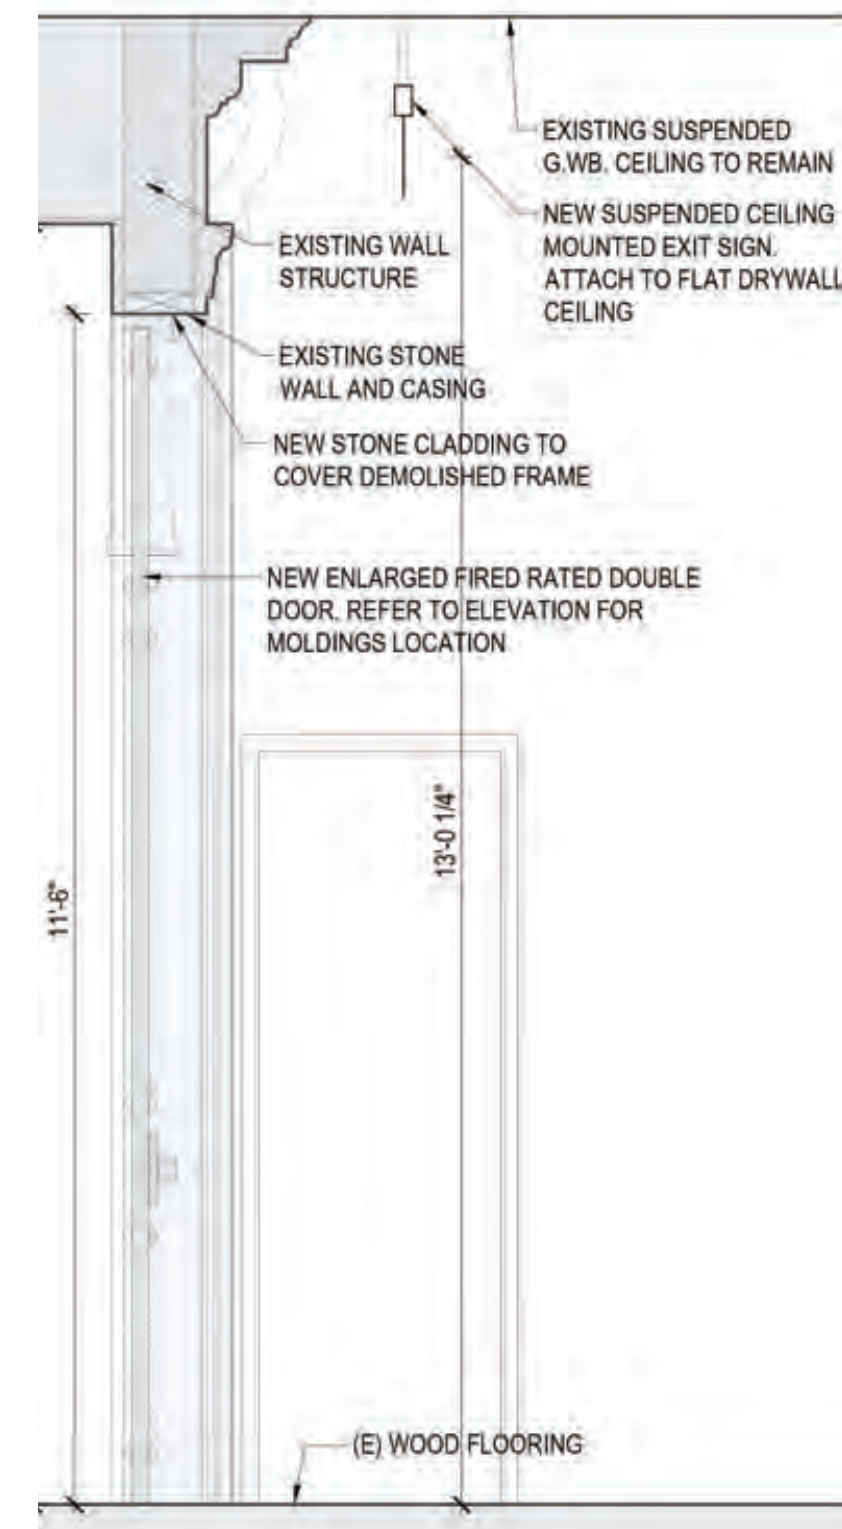 EXISTING SUSPENDED
G.WB. CEILING TO REMAIN
NEW SUSPENDED CEILING
MOUNTED EXIT SIGN.
ATTACH TO FLAT DRYWALL
CEILING
EXISTING WALL
STRUCTURE
EXISTING STONE
WALL AND CASING
NEW STONE CLADDING TO
COVER DEMOLISHED FRAME
NEW ENLARGED FIRED RATED DOUBLE
DOOR. REFER TO ELEVATION FOR
MOLDINGS LOCATION
13'-0 1/4"
11'-6"
(E) WOOD FLOORING